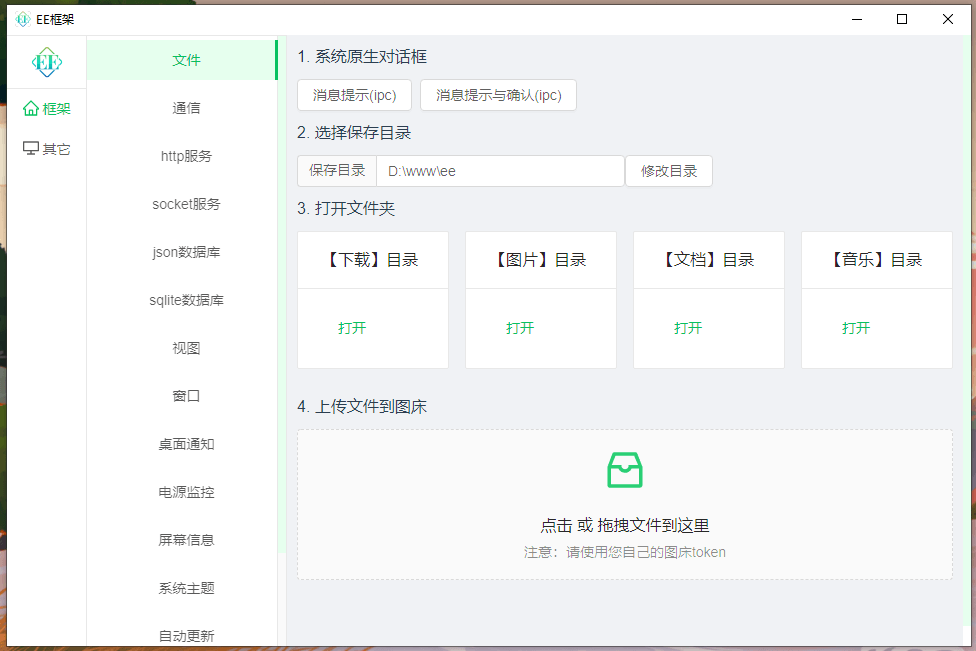 EE框架
EE
框架
其它
文件
通信
http服务
socket服务
json数据库
sqlite数据库
视图
窗口
桌面通知
电源监控
屏幕信息
系统主题
自动更新
1. 系统原生对话框
消息提示(ipc) 消息提示与确认(ipc)
2. 选择保存目录
保存目录 D:\www\ee 修改目录
3. 打开文件夹
【下载】目录 【图片】目录 【文档】目录 【音乐】目录
打开 打开 打开 打开
4. 上传文件到图床
点击 或 拖拽文件到这里
注意：请使用您自己的图床token